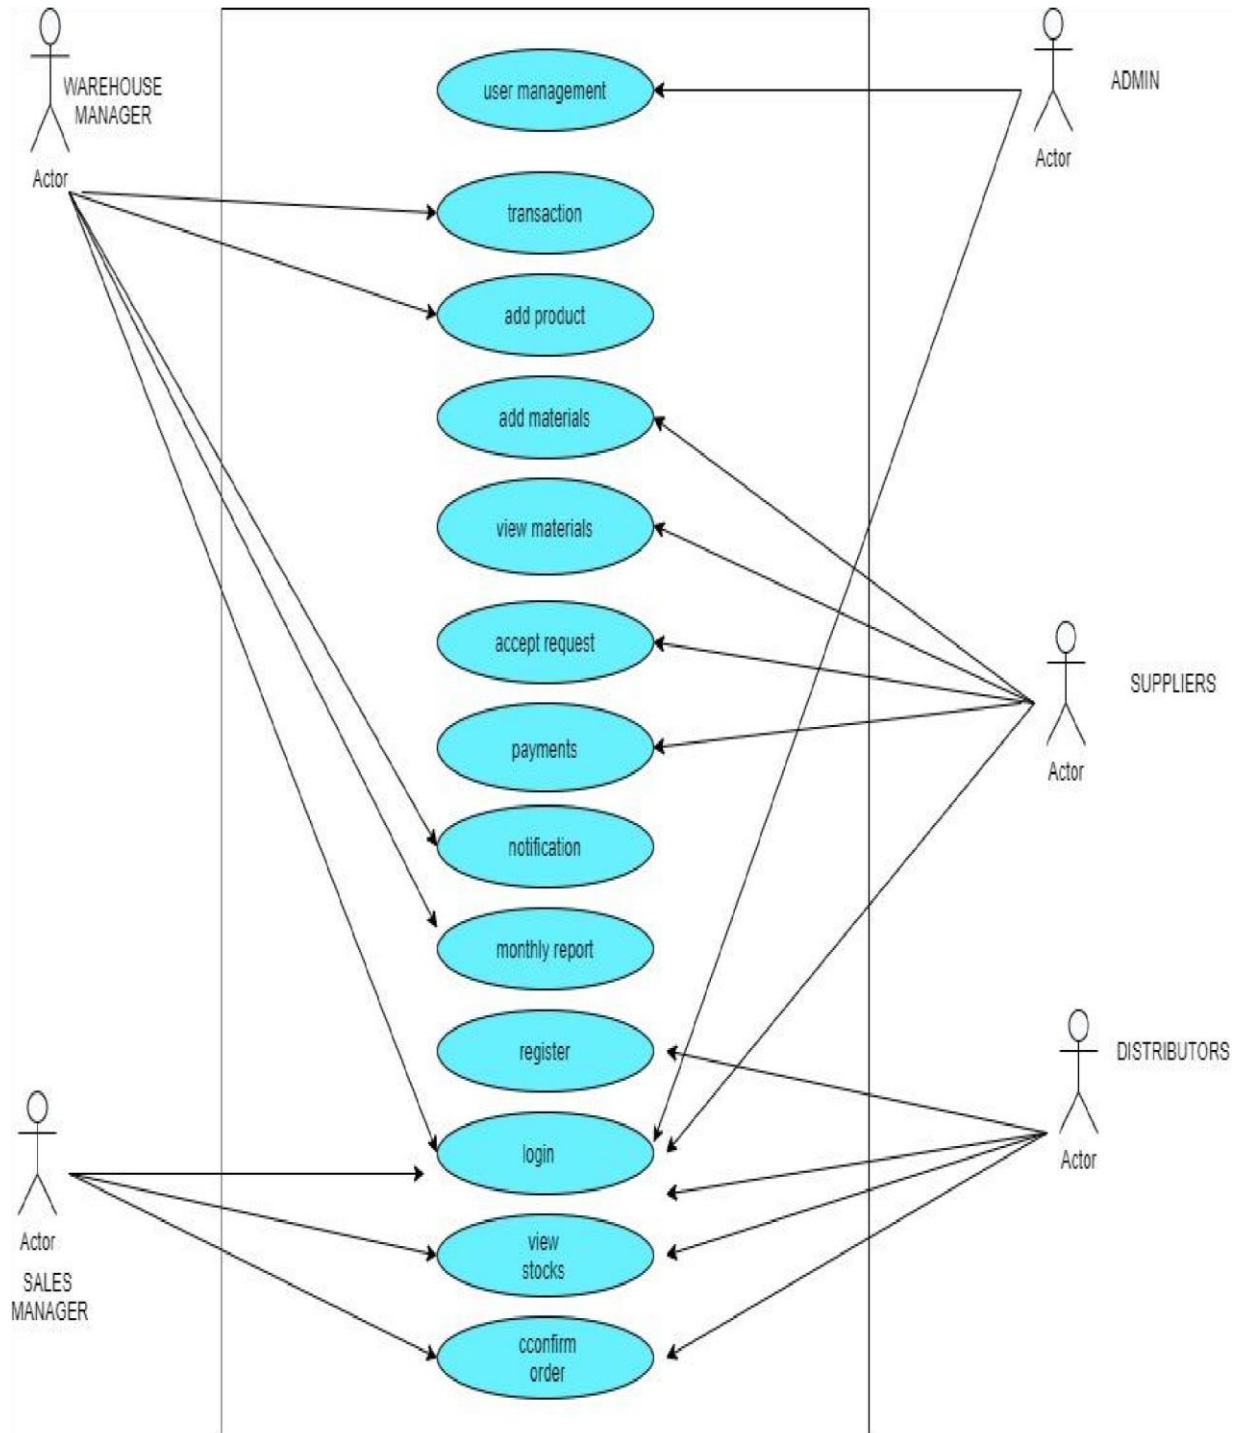 WAREHOUSE
MANAGER
Actor
ADMIN
Actor
user management
transaction
add product
add materials
view materials
accept request
payments
notification
monthly report
register
login
view
stocks
cconfirm
order
SUPPLIERS
Actor
DISTRIBUTORS
Actor
Actor
SALES
MANAGER